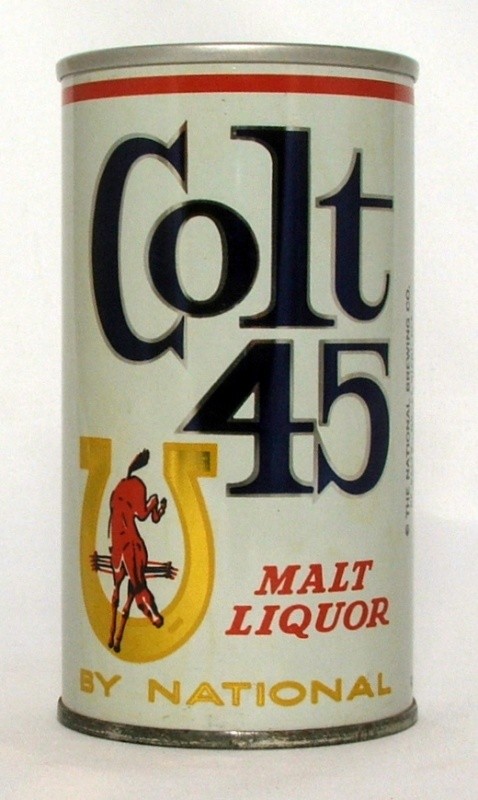 Colt
45
MALT
LIQUOR
BY NATIONAL
© THE NATIONAL BREWING CO.